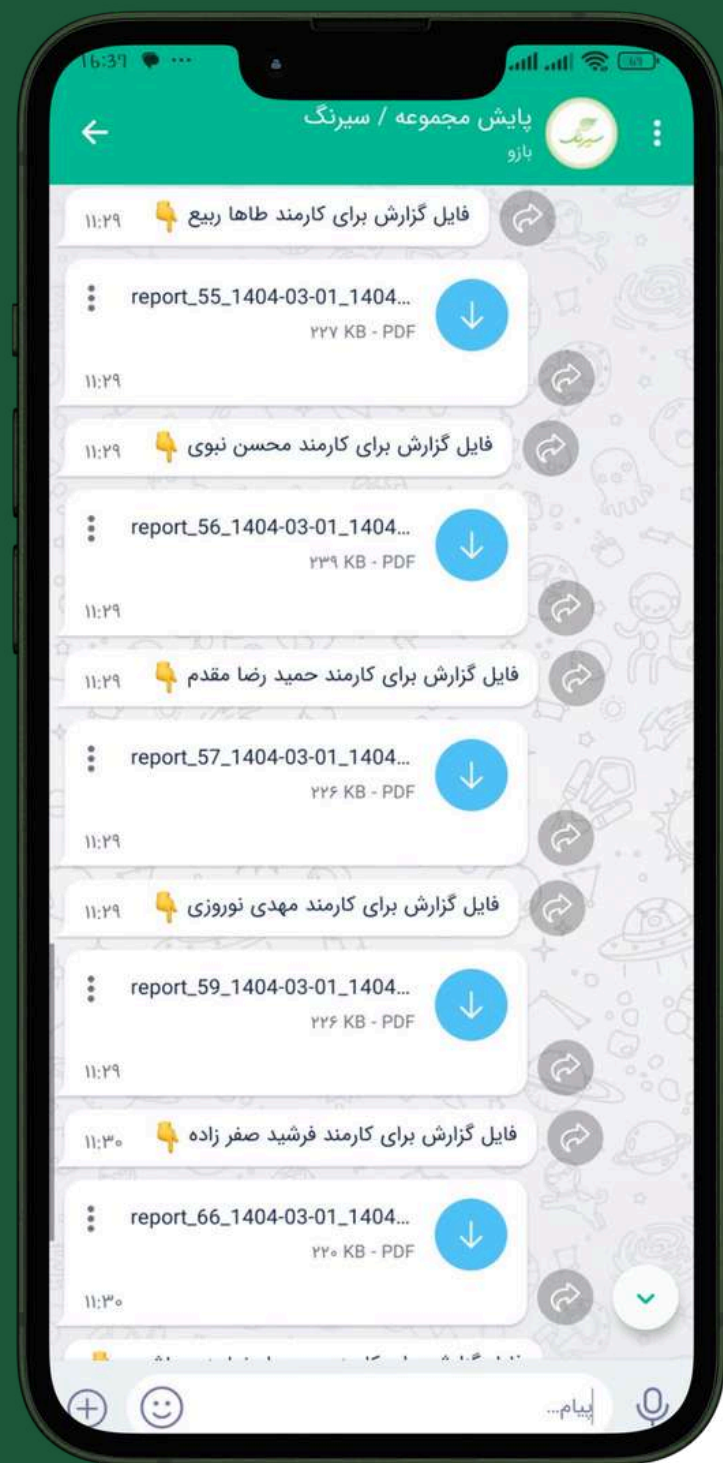 16:39 ...
69
پایش مجموعه / سیرنگ
سیرنگ
بازو
فایل گزارش برای کارمند طاها ربیع 👇 ۱۱:۲۹
report_55_1404-03-01_1404...
۲۲۷ KB - PDF
۱۱:۲۹
فایل گزارش برای کارمند محسن نبوی 👇 ۱۱:۲۹
report_56_1404-03-01_1404...
۲۳۹ KB - PDF
۱۱:۲۹
فایل گزارش برای کارمند حمید رضا مقدم 👇 ۱۱:۲۹
report_57_1404-03-01_1404...
۲۲۶ KB - PDF
۱۱:۲۹
فایل گزارش برای کارمند مهدی نوروزی 👇 ۱۱:۲۹
report_59_1404-03-01_1404...
۲۲۶ KB - PDF
۱۱:۲۹
فایل گزارش برای کارمند فرشید صفر زاده 👇 ۱۱:۳۰
report_66_1404-03-01_1404...
۲۲۰ KB - PDF
۱۱:۳۰
پیام...